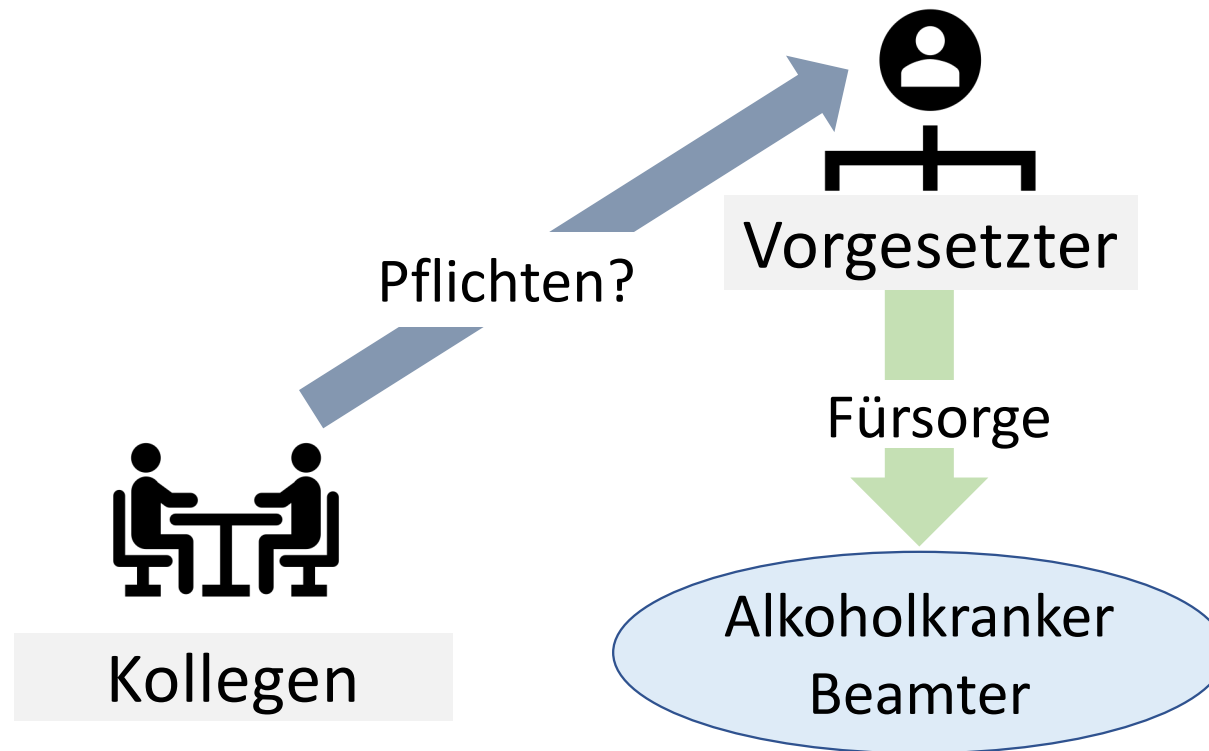 Vorgesetzter
Pflichten?
Fürsorge
Kollegen
Alkoholkranker
Beamter